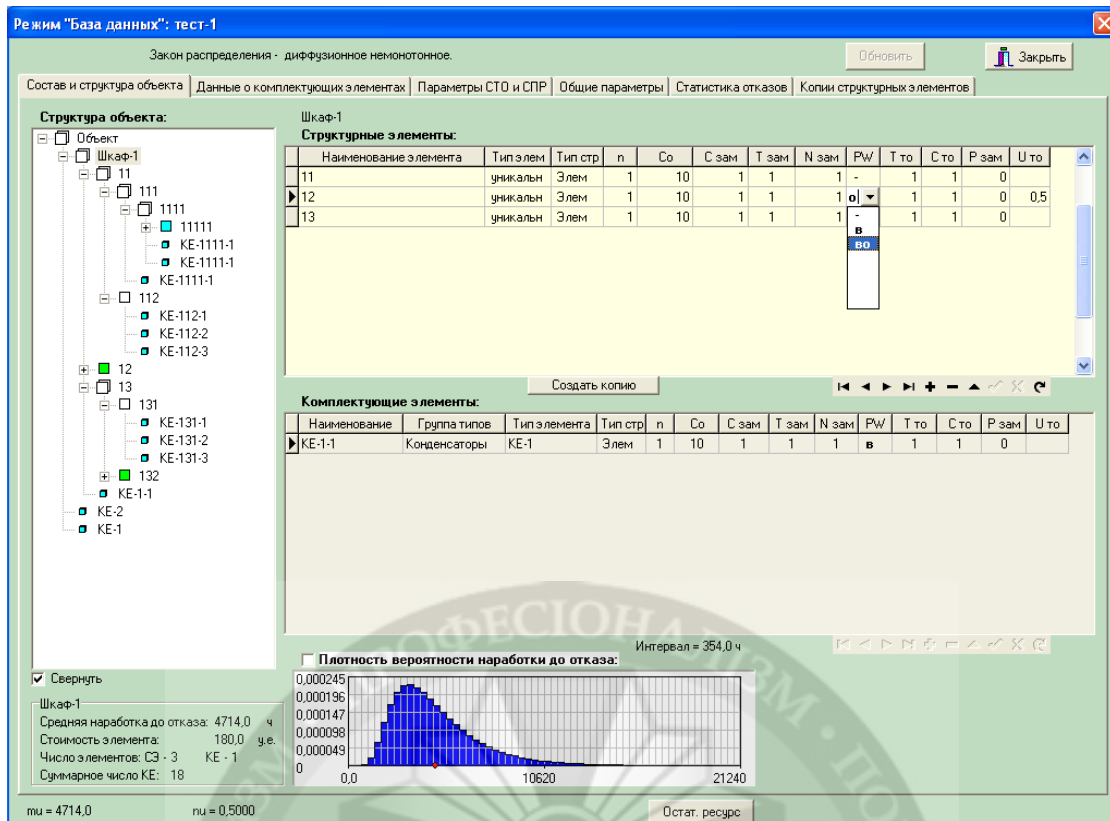 Режим "База данных": тест-1
Закон распределения - диффузионное немонотонное.
Обновить
Закрыть
Состав и структура объекта
Данные о комплектующих элементах
Параметры СТО и СПР
Общие параметры
Статистика отказов
Копии структурных элементов
Структура объекта:
Объект
Шкаф-1
11
111
1111
11111
КЕ-1111-1
КЕ-1111-1
КЕ-1111-1
112
КЕ-112-1
КЕ-112-2
КЕ-112-3
12
13
131
КЕ-131-1
КЕ-131-2
КЕ-131-3
132
КЕ-1-1
КЕ-2
КЕ-1
Шкаф-1
Структурные элементы:
Наименование элемента Тип элем Тип стр n Co С зам Т зам N зам PW Т то С то Р зам U то
11 уникальн Элем 1 10 1 1 1 - 1 1 0
12 уникальн Элем 1 10 1 1 1 о 1 1 0 0,5
13 уникальн Элем 1 10 1 1 1 1 1 0
-
в
во
Создать копию
Комплектующие элементы:
Наименование Группа типов Тип элемента Тип стр n Co С зам Т зам N зам PW Т то С то Р зам U то
КЕ-1-1 Конденсаторы КЕ-1 Элем 1 10 1 1 1 в 1 1 0
Интервал = 354,0 ч
Плотность вероятности наработки до отказа:
0,000245
0,000196
0,000147
0,000098
0,000049
0
0,0 10620 21240
Свернуть
Шкаф-1
Средняя наработка до отказа: 4714,0 ч
Стоимость элемента: 180,0 у.е.
Число элементов: СЭ - 3 КЕ - 1
Суммарное число КЕ: 18
mu = 4714,0 nu = 0,5000
Остат. ресурс